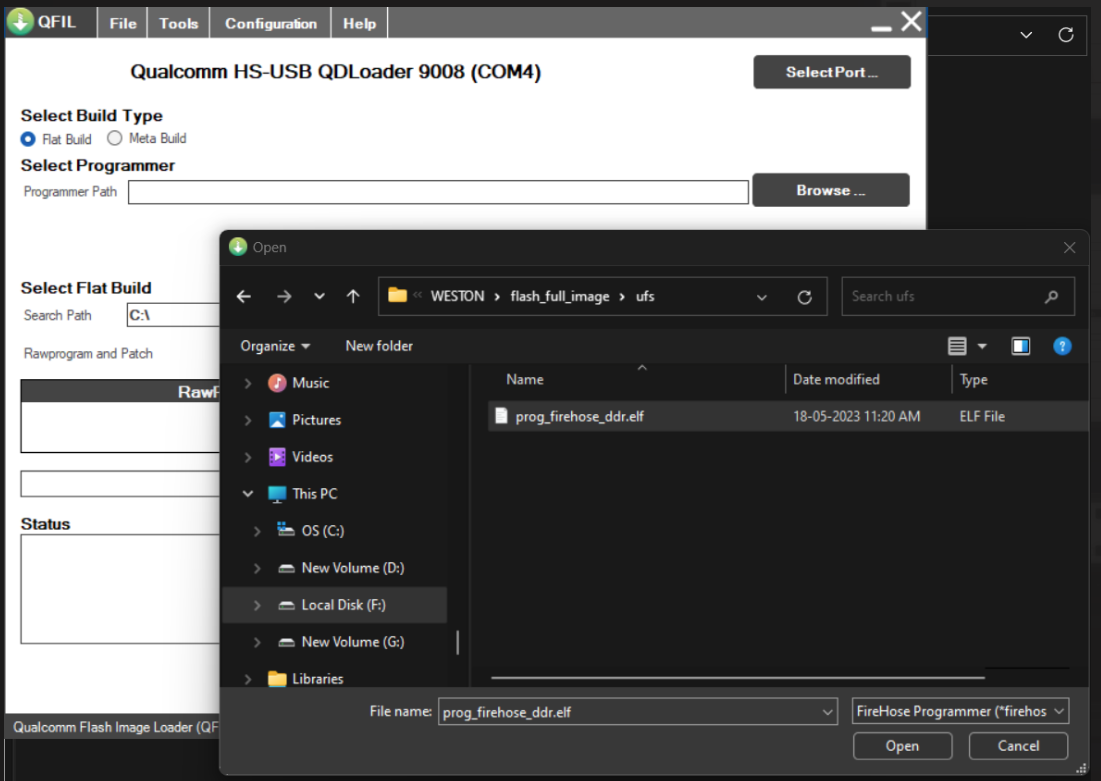 QFIL File Tools Configuration Help
Qualcomm HS-USB QDLoader 9008 (COM4)
Select Port ...
Select Build Type
Flat Build Meta Build
Select Programmer
Programmer Path
Browse ...
Select Flat Build
Search Path C:\
Rawprogram and Patch
Status
Qualcomm Flash Image Loader (QF
Open
« WESTON › flash_full_image › ufs
Search ufs
Organize New folder
Name Date modified Type
prog_firehose_ddr.elf 18-05-2023 11:20 AM ELF File
Music
Pictures
Videos
This PC
OS (C:)
New Volume (D:)
Local Disk (F:)
New Volume (G:)
Libraries
File name: prog_firehose_ddr.elf FireHose Programmer (*firehos
Open Cancel